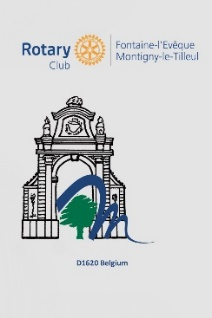 Rotary
Club
Fontaine-l'Evêque
Montigny-le-Tilleul
D1620 Belgium